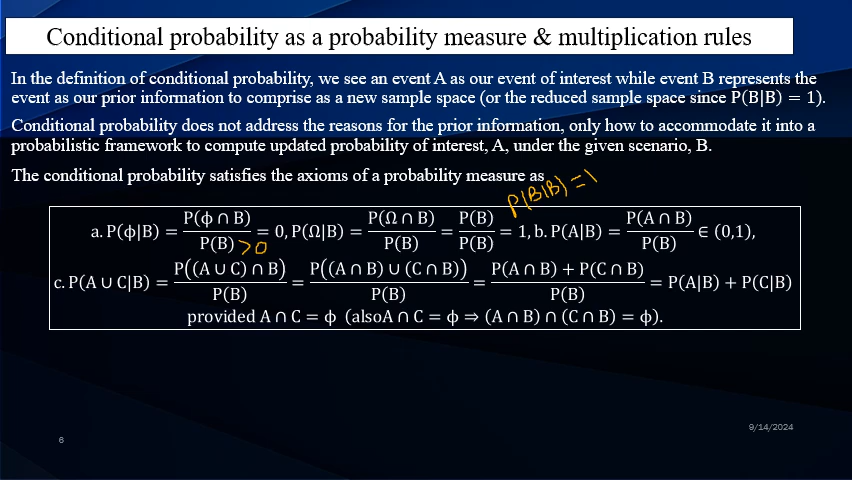 Conditional probability as a probability measure & multiplication rules
In the definition of conditional probability, we see an event A as our event of interest while event B represents the
event as our prior information to comprise as a new sample space (or the reduced sample space since P(B|B) = 1).
Conditional probability does not address the reasons for the prior information, only how to accommodate it into a
probabilistic framework to compute updated probability of interest, A, under the given scenario, B.
The conditional probability satisfies the axioms of a probability measure as
P(B|B) = 1
a. P(ϕ|B) = P(ϕ ∩ B) / P(B) = 0, P(Ω|B) = P(Ω ∩ B) / P(B) = P(B) / P(B) = 1, b. P(A|B) = P(A ∩ B) / P(B) ∈ (0,1),
>0
c. P(A ∪ C|B) = P((A ∪ C) ∩ B) / P(B) = P((A ∩ B) ∪ (C ∩ B)) / P(B) = P(A ∩ B) + P(C ∩ B) / P(B) = P(A|B) + P(C|B)
provided A ∩ C = ϕ (alsoA ∩ C = ϕ ⇒ (A ∩ B) ∩ (C ∩ B) = ϕ).
9/14/2024
6